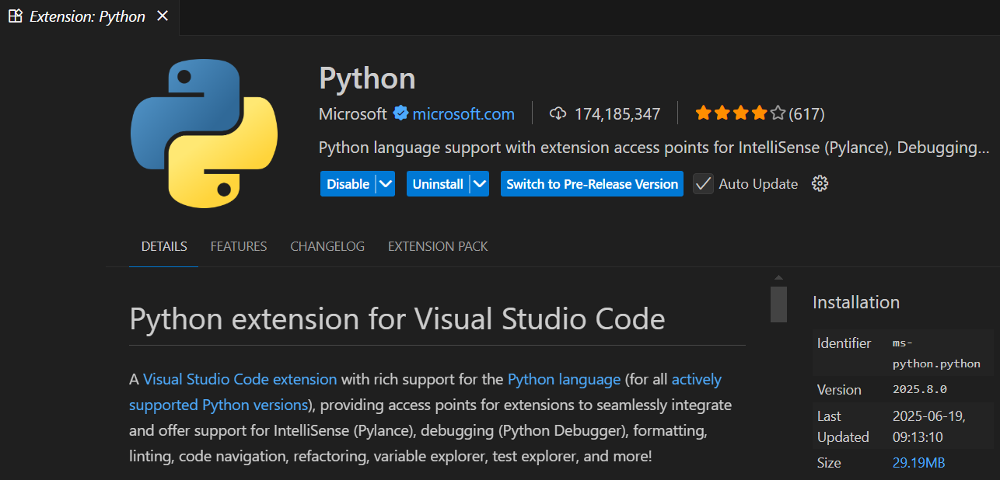 Extension: Python
Python
Microsoft microsoft.com 174,185,347 (617)
Python language support with extension access points for IntelliSense (Pylance), Debugging...
Disable Uninstall Switch to Pre-Release Version Auto Update
DETAILS FEATURES CHANGELOG EXTENSION PACK
Python extension for Visual Studio Code
A Visual Studio Code extension with rich support for the Python language (for all actively
supported Python versions), providing access points for extensions to seamlessly integrate
and offer support for IntelliSense (Pylance), debugging (Python Debugger), formatting,
linting, code navigation, refactoring, variable explorer, test explorer, and more!
Installation
Identifier ms-
python.python
Version 2025.8.0
Last 2025-06-19,
Updated 09:13:10
Size 29.19MB